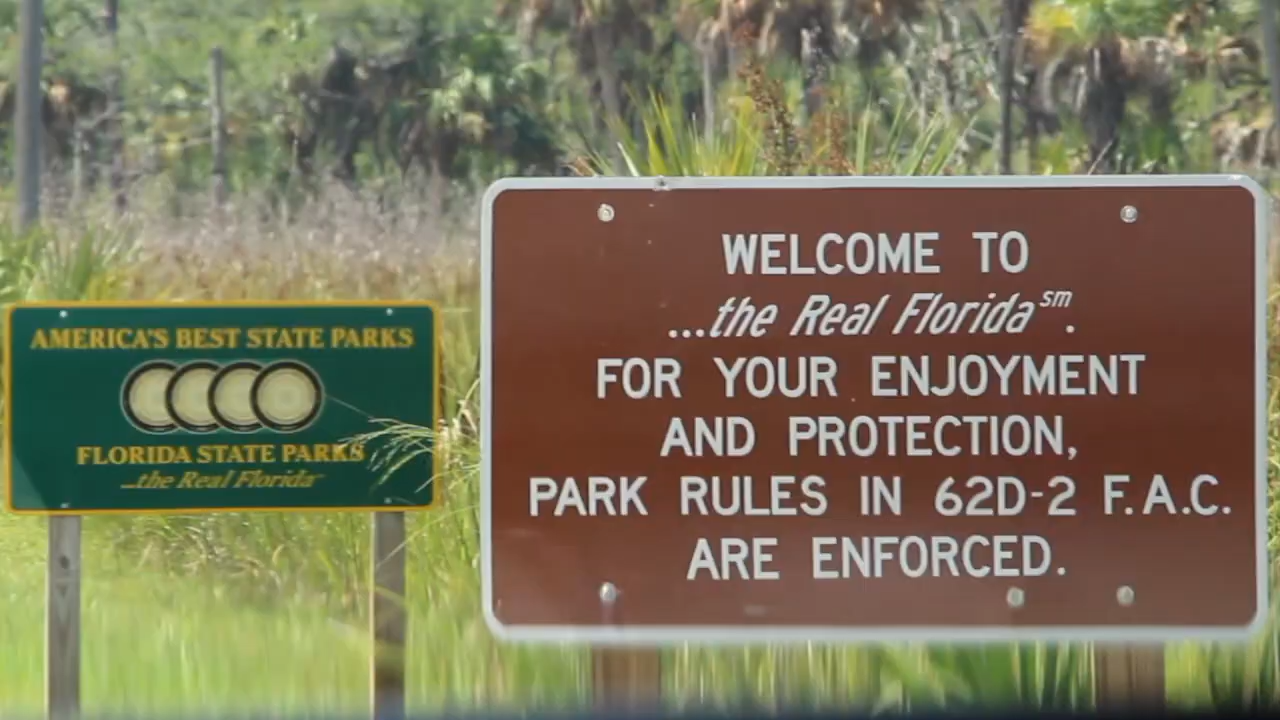 AMERICA'S BEST STATE PARKS
FLORIDA STATE PARKS
...the Real Florida
WELCOME TO
...the Real Florida℠.
FOR YOUR ENJOYMENT
AND PROTECTION,
PARK RULES IN 62D-2 F.A.C.
ARE ENFORCED.